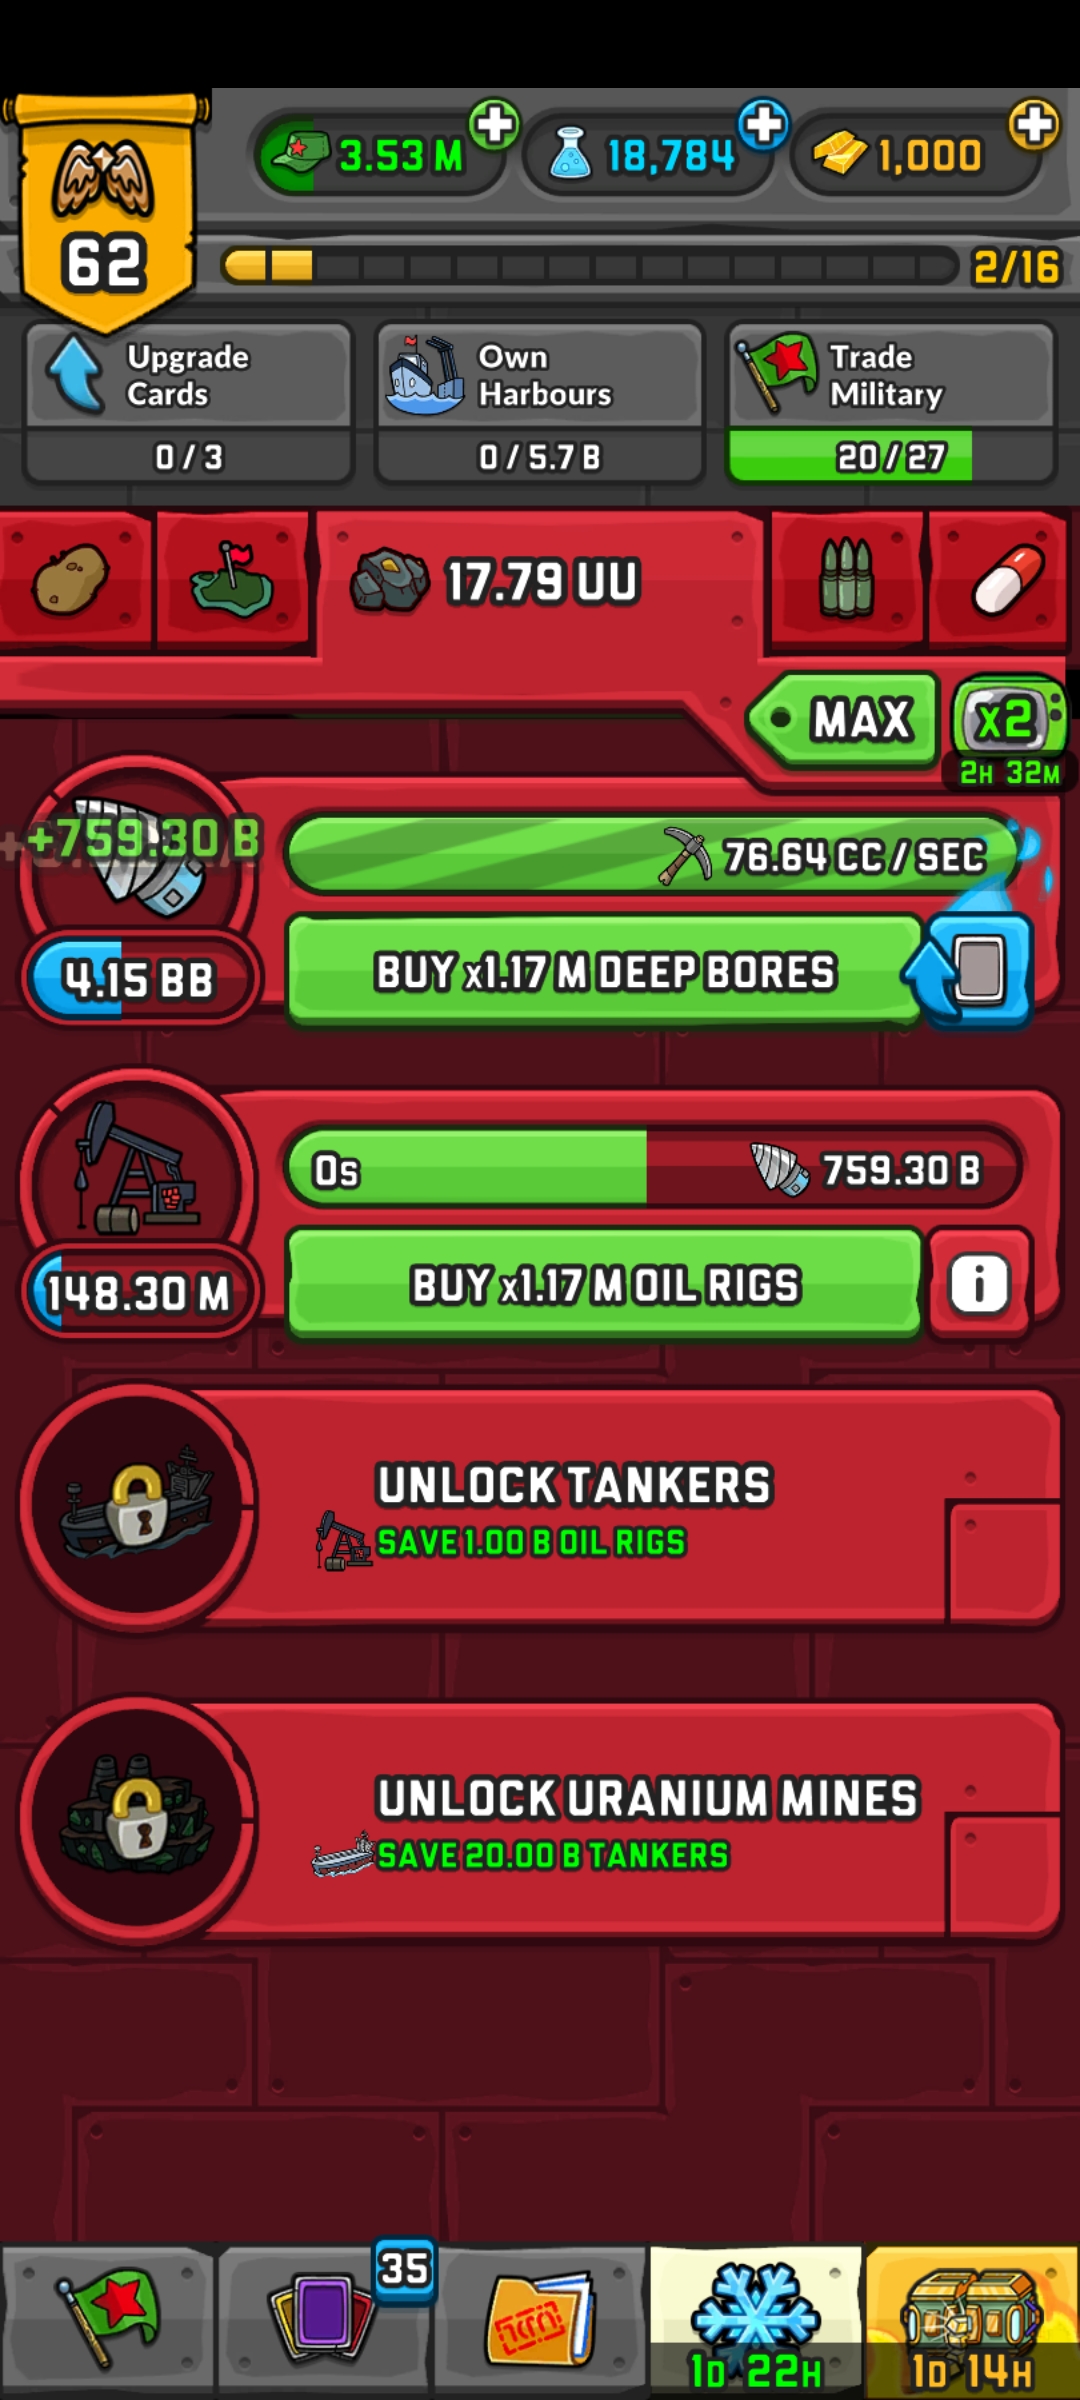 3.53 M
18,784
1,000
62
2/16
Upgrade
Cards
0 / 3
Own
Harbours
0 / 5.7 B
Trade
Military
20 / 27
17.79 UU
MAX
x2
2H 32M
+759.30 B
76.64 CC / SEC
4.15 BB
BUY x1.17 M DEEP BORES
0s
759.30 B
148.30 M
BUY x1.17 M OIL RIGS
i
UNLOCK TANKERS
SAVE 1.00 B OIL RIGS
UNLOCK URANIUM MINES
SAVE 20.00 B TANKERS
35
1D 22H
1D 14H